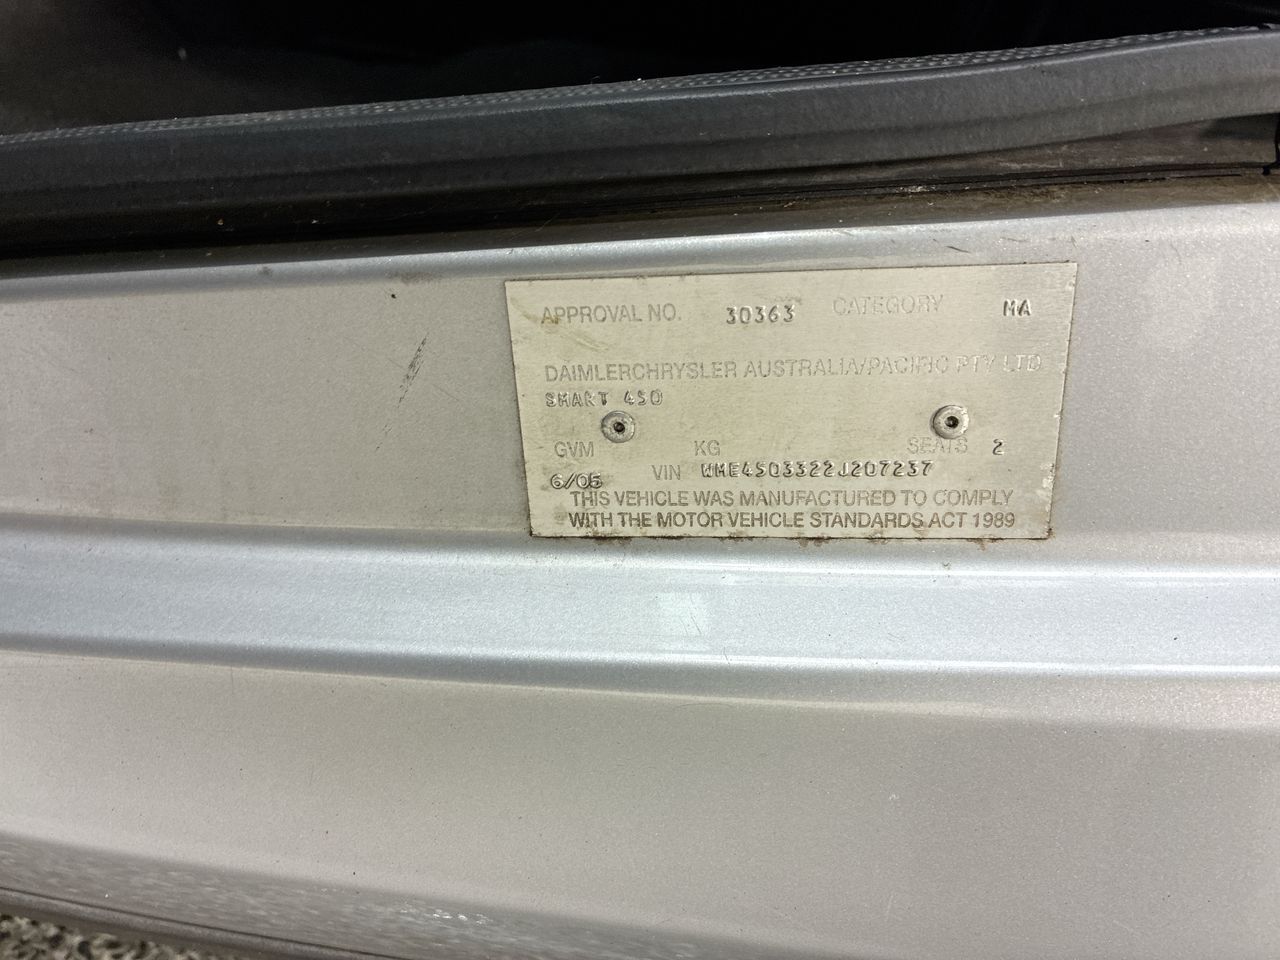 APPROVAL NO. 30363 CATEGORY MA
DAIMLERCHRYSLER AUSTRALIA/PACIFIC PTY LTD
SMART 450
GVM KG SEATS 2
6/05 VIN WME4503322J207237
THIS VEHICLE WAS MANUFACTURED TO COMPLY
WITH THE MOTOR VEHICLE STANDARDS ACT 1989